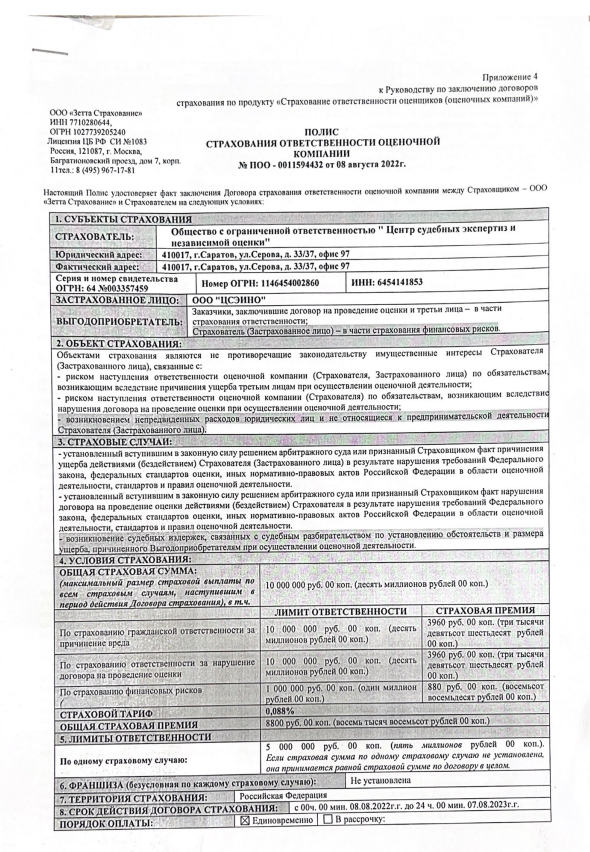 Приложение 4
к Руководству по заключению договоров
страхования по продукту «Страхование ответственности оценщиков (оценочных компаний)»
ООО «Зетта Страхование»
ИНН 7710280644,
ОГРН 1027739205240
Лицензия ЦБ РФ СИ №1083
Россия, 121087, г. Москва,
Багратионовский проезд, дом 7, корп.
11тел.: 8 (495) 967-17-81
ПОЛИС
СТРАХОВАНИЯ ОТВЕТСТВЕННОСТИ ОЦЕНОЧНОЙ
КОМПАНИИ
№ ПОО - 0011594432 от 08 августа 2022г.
Настоящий Полис удостоверяет факт заключения Договора страхования ответственности оценочной компании между Страховщиком – ООО
«Зетта Страхование» и Страхователем на следующих условиях:
1. СУБЪЕКТЫ СТРАХОВАНИЯ
СТРАХОВАТЕЛЬ: Общество с ограниченной ответственностью " Центр судебных экспертиз и
независимой оценки"
Юридический адрес: 410017, г.Саратов, ул.Серова, д. 33/37, офис 97
Фактический адрес: 410017, г.Саратов, ул.Серова, д. 33/37, офис 97
Серия и номер свидетельства
ОГРН: 64 №003357459 Номер ОГРН: 1146454002860 ИНН: 6454141853
ЗАСТРАХОВАННОЕ ЛИЦО: ООО "ЦСЭИНО"
ВЫГОДОПРИОБРЕТАТЕЛЬ: Заказчики, заключившие договор на проведение оценки и третьи лица – в части
страхования ответственности;
Страхователь (Застрахованное лицо) – в части страхования финансовых рисков.
2. ОБЪЕКТ СТРАХОВАНИЯ:
Объектами страхования являются не противоречащие законодательству имущественные интересы Страхователя
(Застрахованного лица), связанные с:
- риском наступления ответственности оценочной компании (Страхователя, Застрахованного лица) по обязательствам,
возникающим вследствие причинения ущерба третьим лицам при осуществлении оценочной деятельности;
- риском наступления ответственности оценочной компании (Страхователя) по обязательствам, возникающим вследствие
нарушения договора на проведение оценки при осуществлении оценочной деятельности;
- возникновением непредвиденных расходов юридических лиц и не относящиеся к предпринимательской деятельности
Страхователя (Застрахованного лица).
3. СТРАХОВЫЕ СЛУЧАИ:
- установленный вступившим в законную силу решением арбитражного суда или признанный Страховщиком факт причинения
ущерба действиями (бездействием) Страхователя (Застрахованного лица) в результате нарушения требований Федерального
закона, федеральных стандартов оценки, иных нормативно-правовых актов Российской Федерации в области оценочной
деятельности, стандартов и правил оценочной деятельности.
- установленный вступившим в законную силу решением арбитражного суда или признанный Страховщиком факт нарушения
договора на проведение оценки действиями (бездействием) Страхователя в результате нарушения требований Федерального
закона, федеральных стандартов оценки, иных нормативно-правовых актов Российской Федерации в области оценочной
деятельности, стандартов и правил оценочной деятельности.
- возникновение судебных издержек, связанных с судебным разбирательством по установлению обстоятельств и размера
ущерба, причиненного Выгодоприобретателям при осуществлении оценочной деятельности.
4. УСЛОВИЯ СТРАХОВАНИЯ:
ОБЩАЯ СТРАХОВАЯ СУММА:
(максимальный размер страховой выплаты по
всем страховым случаям, наступившим в
период действия Договора страхования), в т.ч.
10 000 000 руб. 00 коп. (десять миллионов рублей 00 коп.)
ЛИМИТ ОТВЕТСТВЕННОСТИ СТРАХОВАЯ ПРЕМИЯ
По страхованию гражданской ответственности за
причинение вреда
10 000 000 руб. 00 коп. (десять
миллионов рублей 00 коп.)
3960 руб. 00 коп. (три тысячи
девятьсот шестьдесят рублей
00 коп.)
По страхованию ответственности за нарушение
договора на проведение оценки
10 000 000 руб. 00 коп. (десять
миллионов рублей 00 коп.)
3960 руб. 00 коп. (три тысячи
девятьсот шестьдесят рублей
00 коп.)
По страхованию финансовых рисков
(
1 000 000 руб. 00 коп. (один миллион
рублей 00 коп.)
880 руб. 00 коп. (восемьсот
восемьдесят рублей 00 коп.)
СТРАХОВОЙ ТАРИФ 0,088%
ОБЩАЯ СТРАХОВАЯ ПРЕМИЯ 8800 руб. 00 коп. (восемь тысяч восемьсот рублей 00 коп.)
5. ЛИМИТЫ ОТВЕТСТВЕННОСТИ
По одному страховому случаю:
5 000 000 руб. 00 коп. (пять миллионов рублей 00 коп.).
Если страховая сумма по одному страховому случаю не установлена,
она принимается равной страховой сумме по договору в целом.
6. ФРАНШИЗА (безусловная по каждому страховому случаю): Не установлена
7. ТЕРРИТОРИЯ СТРАХОВАНИЯ: Российская Федерация
8. СРОК ДЕЙСТВИЯ ДОГОВОРА СТРАХОВАНИЯ: с 00ч. 00 мин. 08.08.2022г.г. до 24 ч. 00 мин. 07.08.2023г.г.
ПОРЯДОК ОПЛАТЫ: ☒ Единовременно ☐ В рассрочку: